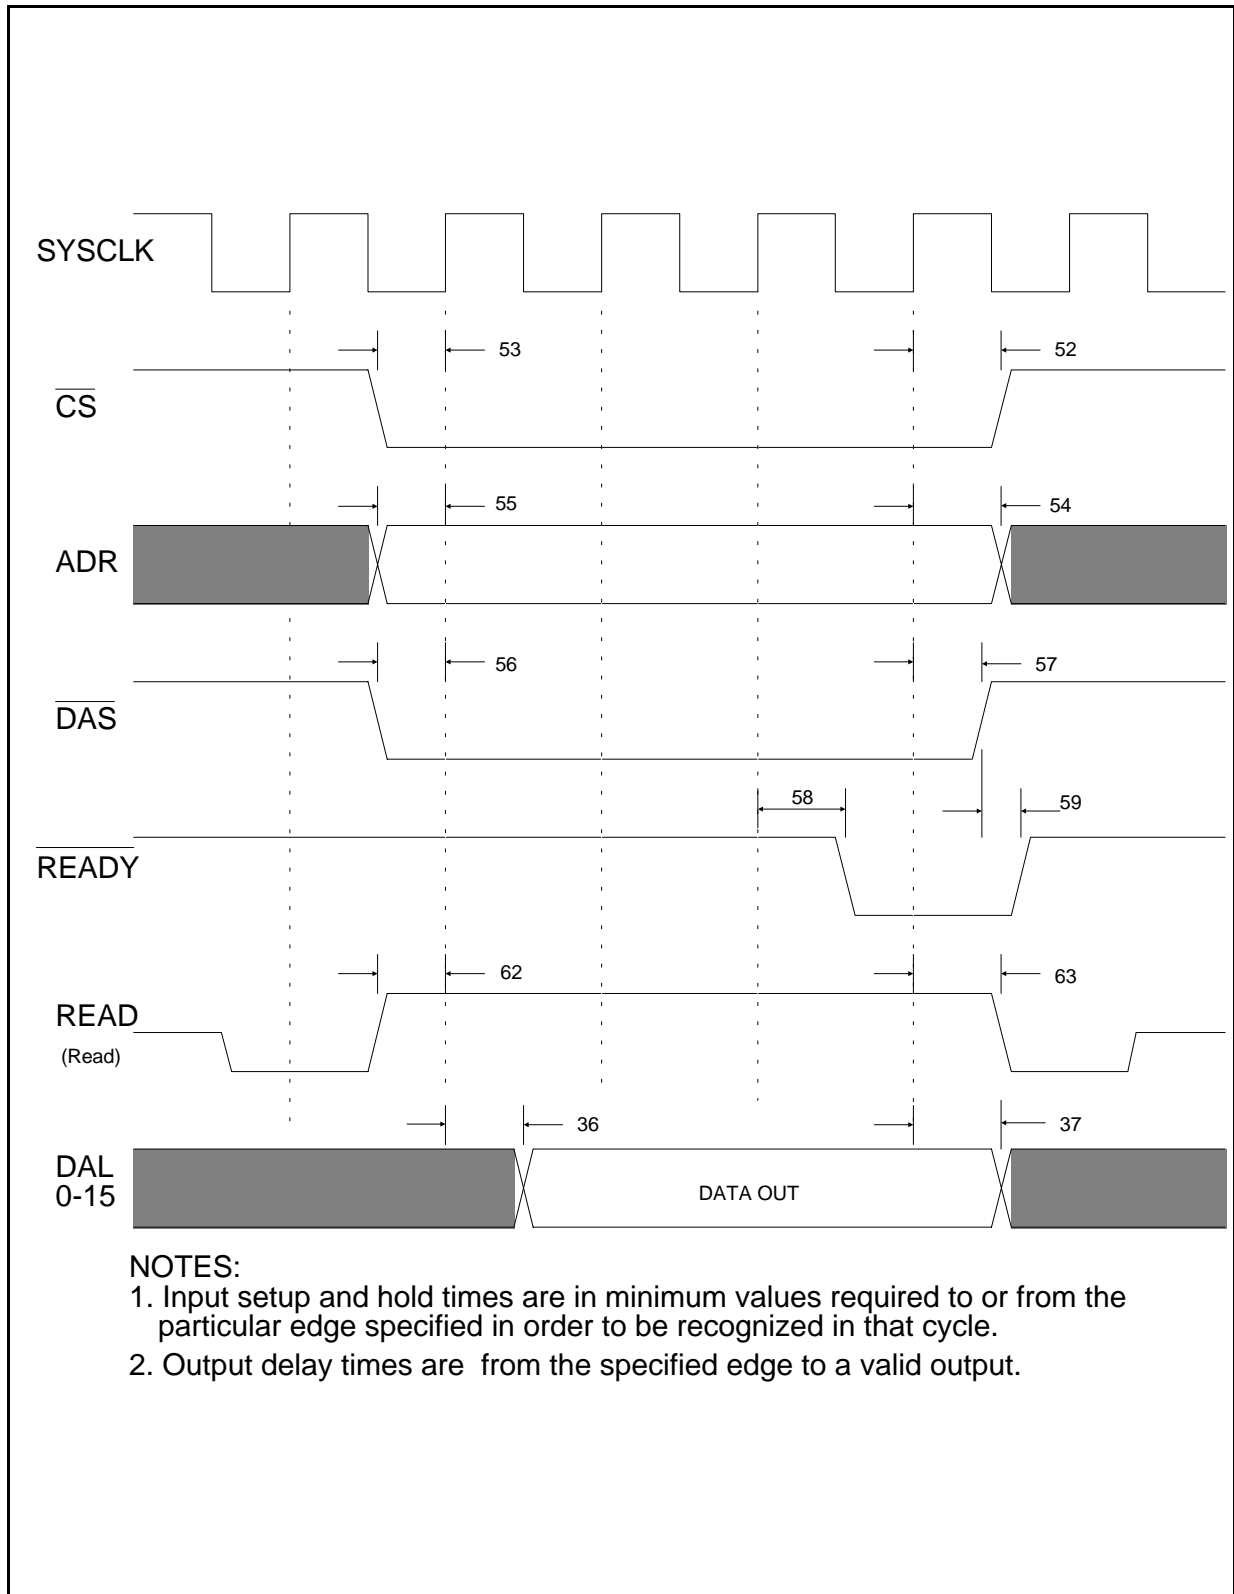 SYSCLK
53
52
CS
55
54
ADR
56
57
DAS
58
59
READY
62
63
READ
(Read)
36
37
DAL
0-15
DATA OUT
NOTES:
1. Input setup and hold times are in minimum values required to or from the
particular edge specified in order to be recognized in that cycle.
2. Output delay times are from the specified edge to a valid output.